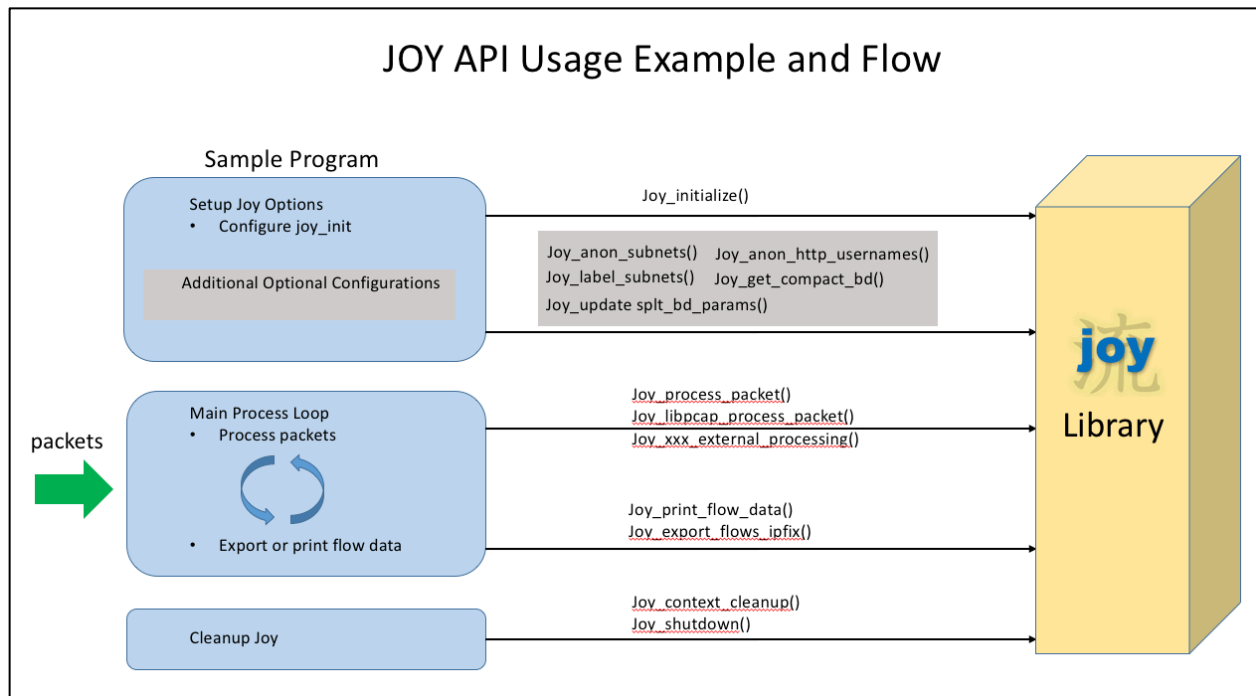 JOY API Usage Example and Flow
Sample Program
Setup Joy Options
• Configure joy_init
Additional Optional Configurations
Joy_initialize()
Joy_anon_subnets() Joy_anon_http_usernames()
Joy_label_subnets() Joy_get_compact_bd()
Joy_update splt_bd_params()
packets
Main Process Loop
• Process packets
• Export or print flow data
Joy_process_packet()
Joy_libpcap_process_packet()
Joy_xxx_external_processing()
Joy_print_flow_data()
Joy_export_flows_ipfix()
Cleanup Joy
Joy_context_cleanup()
Joy_shutdown()
流
joy
Library